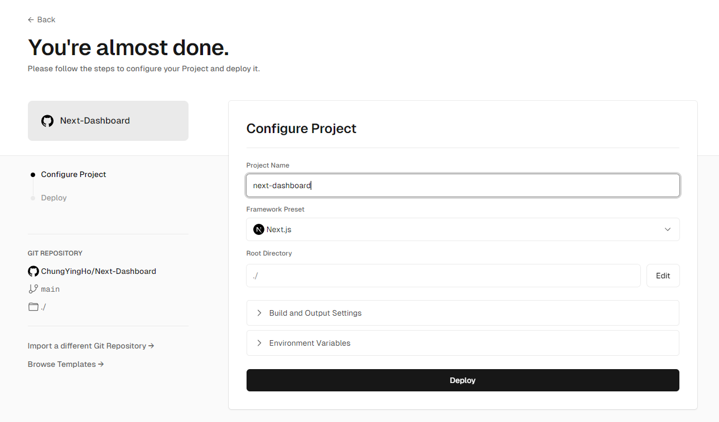 ← Back
You're almost done.
Please follow the steps to configure your Project and deploy it.
Next-Dashboard
Configure Project
Deploy
GIT REPOSITORY
ChungYingHo/Next-Dashboard
main
./
Import a different Git Repository →
Browse Templates →
Configure Project
Project Name
next-dashboard
Framework Preset
N Next.js
Root Directory
./
Edit
Build and Output Settings
Environment Variables
Deploy